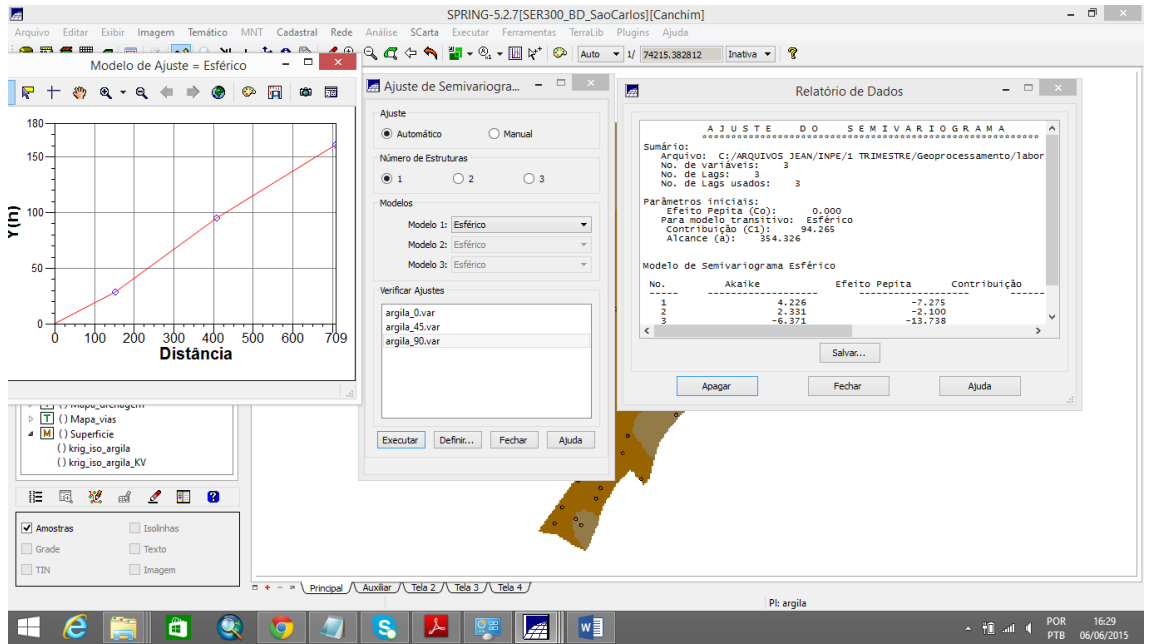 SPRING-5.2.7[SER300_BD_SaoCarlos][Canchim]
Arquivo Editar Exibir Imagem Temático MNT Cadastral Rede Análise SCarta Executar Ferramentas TerraLib Plugins Ajuda
Auto 1/ 74215.382812 Inativa
Modelo de Ajuste = Esférico
180
150
100
50
0
0 100 200 300 400 500 600 709
Y(h)
Distância
( ) Mapa_vias
( ) Superficie
( ) krig_iso_argila
( ) krig_iso_argila_KV
Amostras
Isolinhas
Grade
Texto
TIN
Imagem
Ajuste de Semivariogra...
Ajuste
Automático
Manual
Número de Estruturas
1
2
3
Modelos
Modelo 1: Esférico
Modelo 2: Esférico
Modelo 3: Esférico
Verificar Ajustes
argila_0.var
argila_45.var
argila_90.var
Executar Definir... Fechar Ajuda
Relatório de Dados
A J U S T E D O S E M I V A R I O G R A M A
Sumário:
Arquivo: C:/ARQUIVOS JEAN/INPE/1 TRIMESTRE/Geoprocessamento/labor
No. de variáveis: 3
No. de Lags: 3
No. de Lags usados: 3
Parâmetros iniciais:
Efeito Pepita (Co): 0.000
Para modelo transitivo: Esférico
Contribuição (C1): 94.265
Alcance (a): 354.326
Modelo de Semivariograma Esférico
No. Akaike Efeito Pepita Contribuição
1 4.226 -7.275
2 2.331 -2.100
3 -6.371 -13.738
Salvar...
Apagar Fechar Ajuda
Principal Auxiliar Tela 2 Tela 3 Tela 4
PI: argila
POR
PTB
16:29
06/06/2015